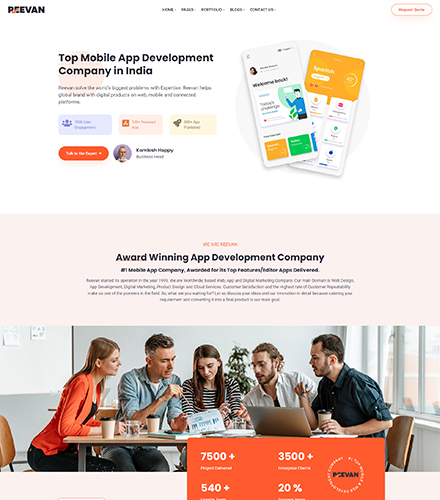 REEVAN
HOME PAGES PORTFOLIO BLOGS CONTACT US
Request Quote
Top Mobile App Development
Company in India
Reevan solve the world's biggest problems with Expertise. Reevan helps
global brand with digital products on web, mobile and connected
platforms.
User
Engagement
App
Published
Talk to Our Expert
Kamlesh Happy
Business Head
Welcome back!
Today's
challenge
Spanish
WE ARE REEVAN
Award Winning App Development Company
#1 Mobile App Company, Awarded for its Top Features/Editor Apps Delivered.
Reevan started its operation in the year 1999. We are Worldwide based Web, App and Digital Marketing Company. Our main Domain is Web Design,
App Development, Digital Marketing, Product Design and Cloud Services. Customer Satisfaction and the Highest rate of Customer Repeatability
make us one of the pioneers in the field. So, what are you waiting for? Let us discuss your ideas and our innovation in detail because catering your
requirement and converting it into a final product is our main goal.
7500 +
Project Delivered
3500 +
Enterprise Clients
REEVAN
540 +
20 %